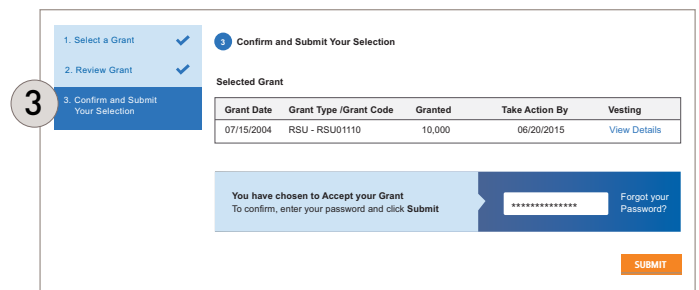 3
1. Select a Grant
2. Review Grant
3. Confirm and Submit
Your Selection
3 Confirm and Submit Your Selection
Selected Grant
Grant Date Grant Type /Grant Code Granted Take Action By Vesting
07/15/2004 RSU - RSU01110 10,000 06/20/2015 View Details
You have chosen to Accept your Grant
To confirm, enter your password and click Submit
**************
Forgot your
Password?
SUBMIT